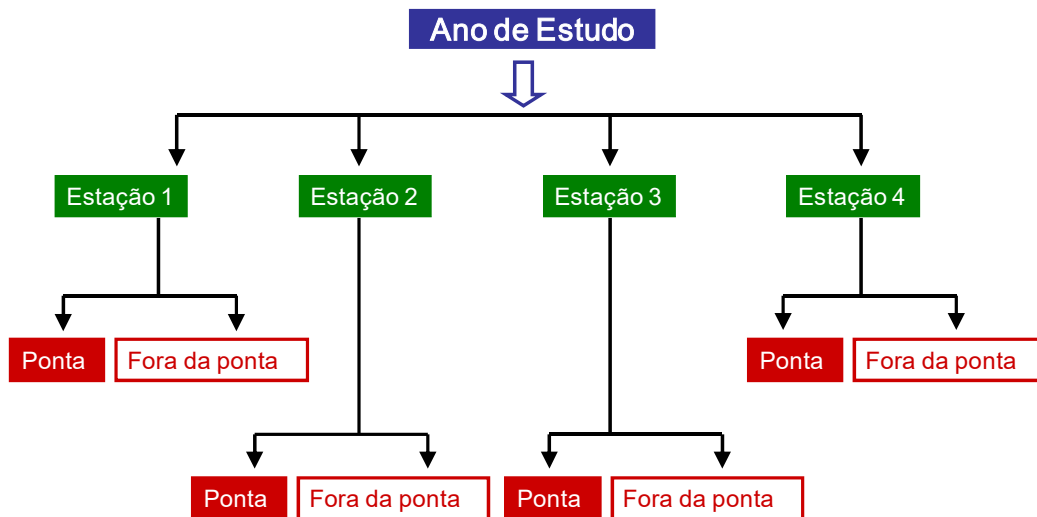 Ano de Estudo
Estação 1
Estação 2
Estação 3
Estação 4
Ponta
Fora da ponta
Ponta
Fora da ponta
Ponta
Fora da ponta
Ponta
Fora da ponta